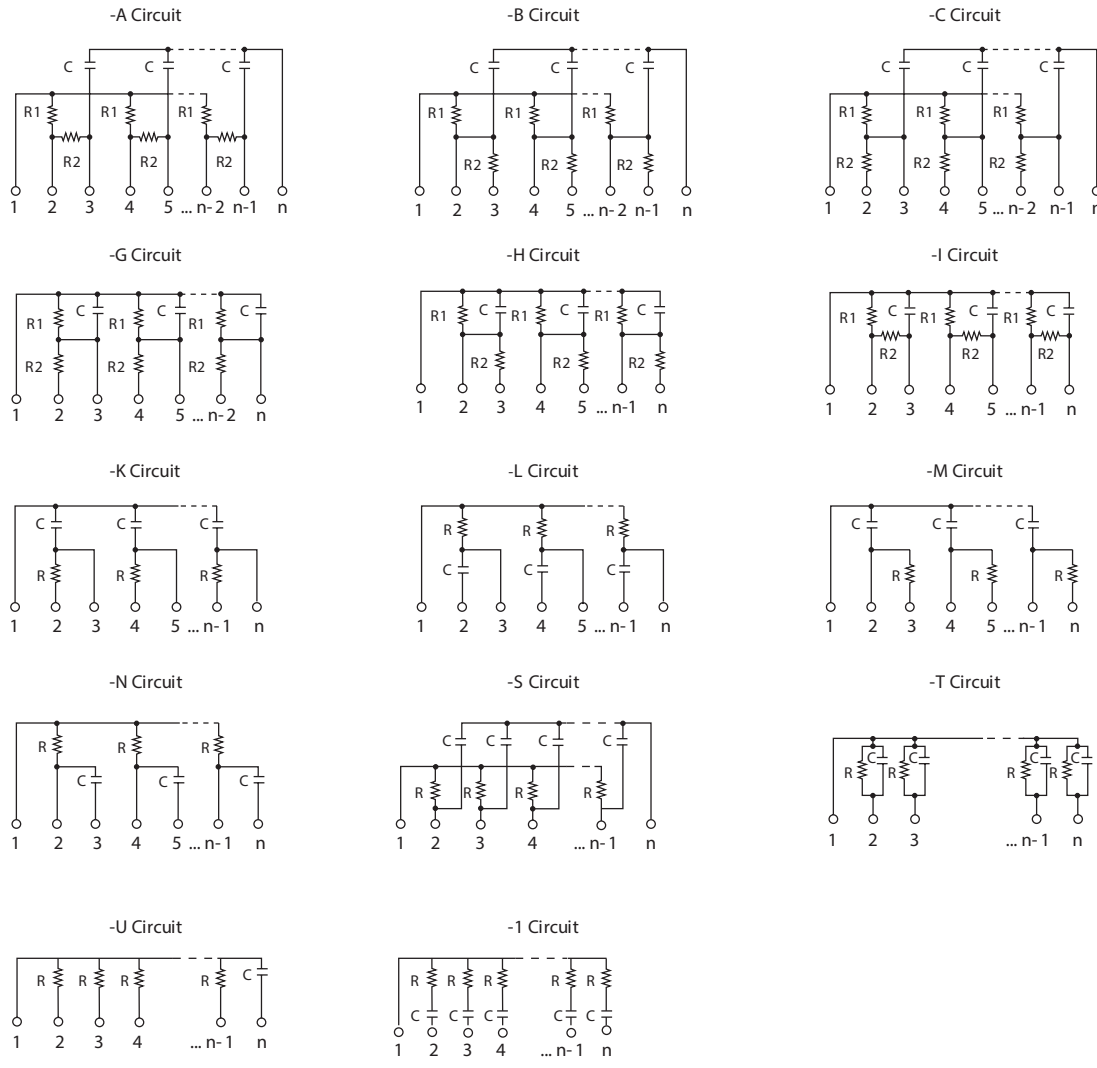 -A Circuit -B Circuit -C Circuit
C C C C C C C C C
R1 R1 R1 R1 R1 R1 R1 R1 R1
R2 R2 R2 R2 R2 R2 R2 R2 R2
1 2 3 4 5 ... n-2 n-1 n 1 2 3 4 5 ... n-2 n-1 n 1 2 3 4 5 ... n-2 n-1
-G Circuit -H Circuit -I Circuit
R1 C R1 C R1 C R1 C R1 C R1 C R1 C R1 C R1 C
R2 R2 R2 R2 R2 R2 R2 R2 R2
1 2 3 4 5 ... n-2 n 1 2 3 4 5 ... n-1 n 1 2 3 4 5 ... n-1 n
-K Circuit -L Circuit -M Circuit
C C C R R R C C C
R R R C C C R R R
1 2 3 4 5 ... n-1 n 1 2 3 4 5 ... n-1 n 1 2 3 4 5 ... n-1 n
-N Circuit -S Circuit -T Circuit
R R R C C C C C C C C
C C C R R R R R R R R
1 2 3 4 5 ... n-1 n 1 2 3 4 ... n-1 n 1 2 3 ... n-1 n
-U Circuit -1 Circuit
R R R R C R R R R R
C C C C C
1 2 3 4 ... n-1 n 1 2 3 4 ... n-1 n